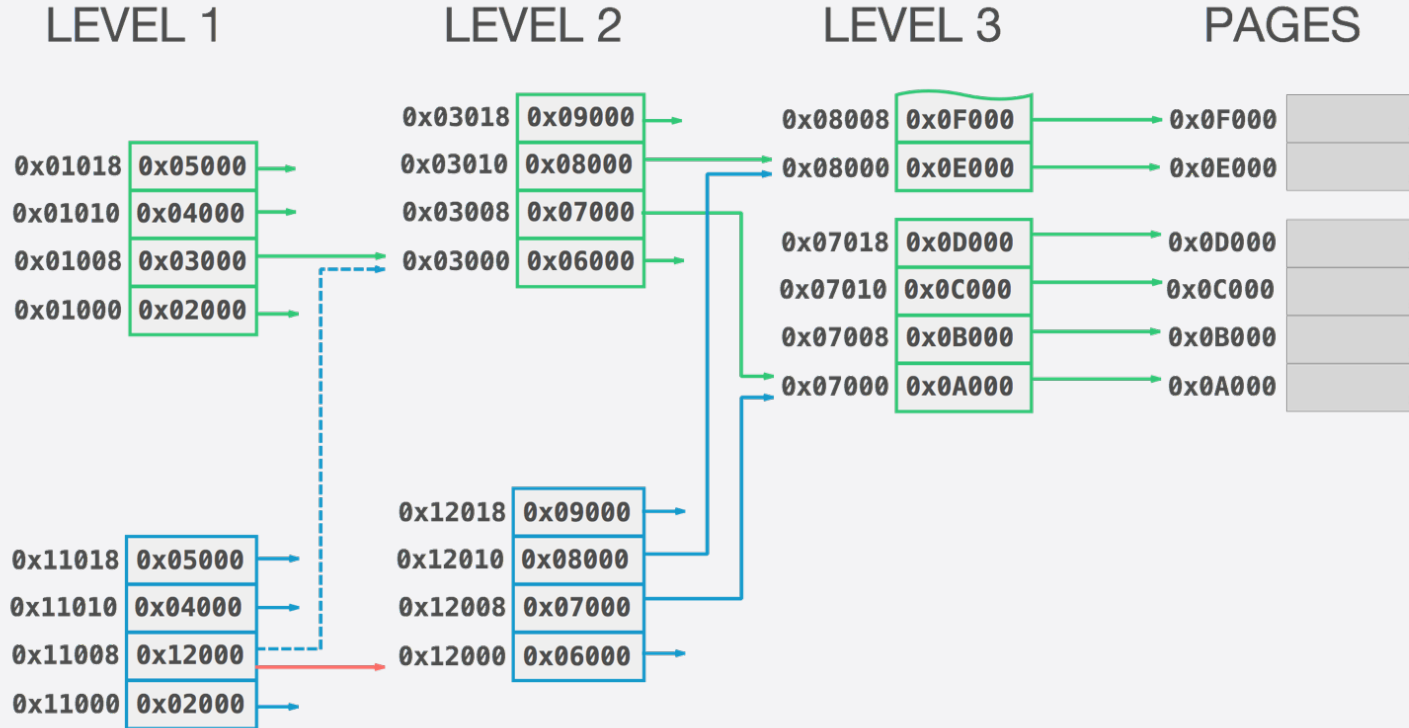 LEVEL 1 LEVEL 2 LEVEL 3 PAGES
0x03018 0x09000 0x08008 0x0F000 0x0F000
0x01018 0x05000 0x03010 0x08000 0x08000 0x0E000 0x0E000
0x01010 0x04000 0x03008 0x07000
0x07018 0x0D000 0x0D000
0x01008 0x03000 0x03000 0x06000
0x07010 0x0C000 0x0C000
0x01000 0x02000
0x07008 0x0B000 0x0B000
0x07000 0x0A000 0x0A000
0x12018 0x09000
0x11018 0x05000 0x12010 0x08000
0x11010 0x04000 0x12008 0x07000
0x11008 0x12000 0x12000 0x06000
0x11000 0x02000